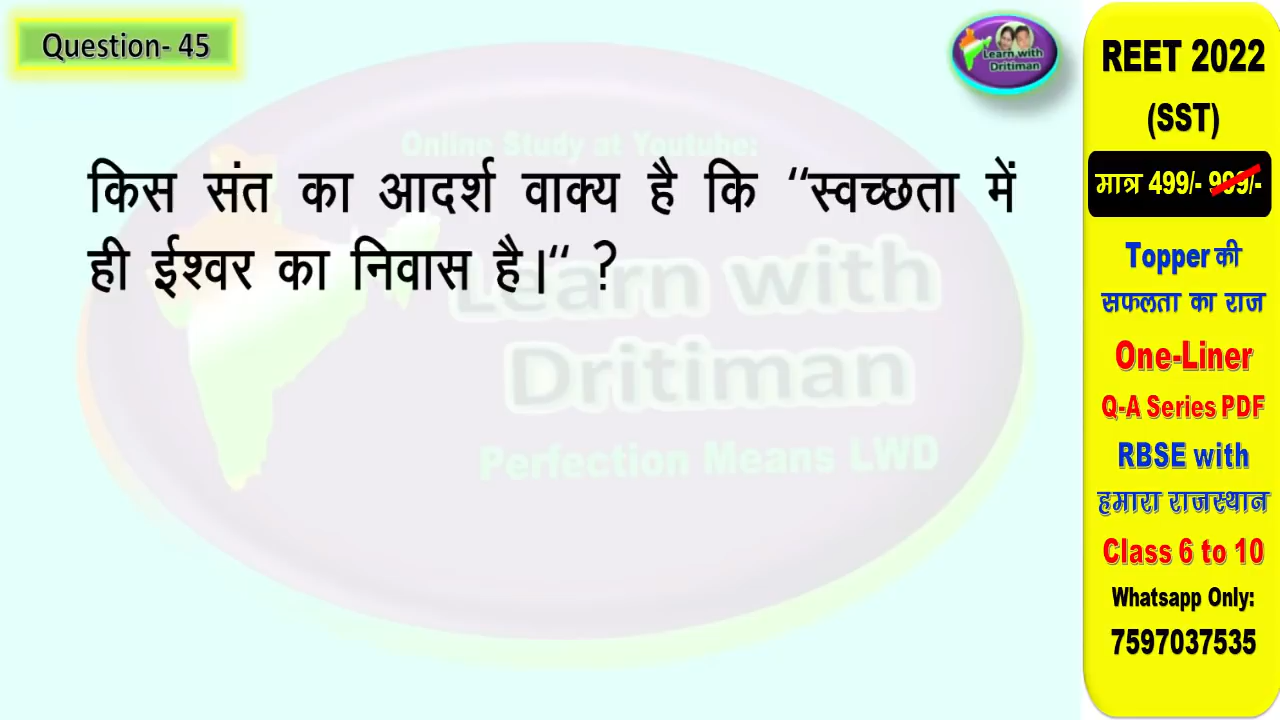 Question- 45
Learn with
Dritiman
Online Study at Youtube:
किस संत का आदर्श वाक्य है कि “स्वच्छता में
ही ईश्वर का निवास है।“ ?
Learn with
Dritiman
Perfection Means LWD
REET 2022
(SST)
मात्र 499/- 999/-
Topper की
सफलता का राज
One-Liner
Q-A Series PDF
RBSE with
हमारा राजस्थान
Class 6 to 10
Whatsapp Only:
7597037535